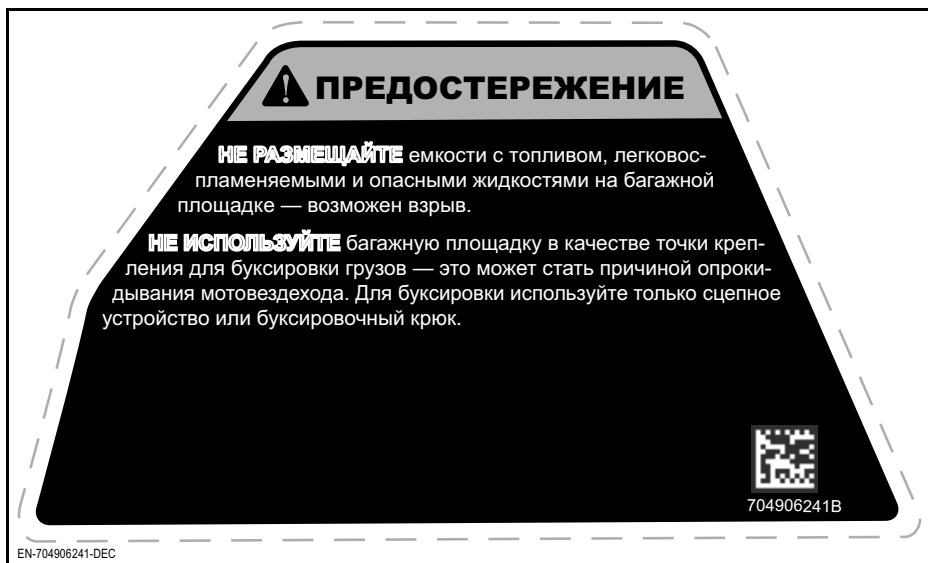 ПРЕДОСТЕРЕЖЕНИЕ
НЕ РАЗМЕЩАЙТЕ емкости с топливом, легковос-
пламеняемыми и опасными жидкостями на багажной
площадке — возможен взрыв.
НЕ ИСПОЛЬЗУЙТЕ багажную площадку в качестве точки креп-
ления для буксировки грузов — это может стать причиной опроки-
дывания мотовездехода. Для буксировки используйте только сцепное
устройство или буксировочный крюк.
704906241B
EN-704906241-DEC